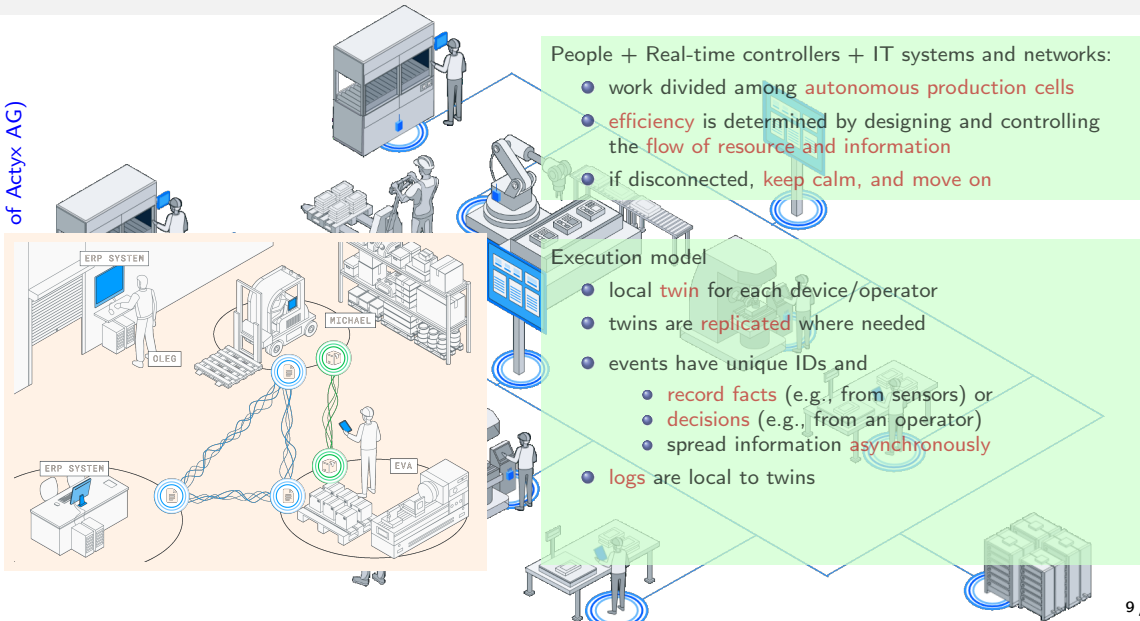 of Actyx AG)
People + Real-time controllers + IT systems and networks:
work divided among autonomous production cells
efficiency is determined by designing and controlling
the flow of resource and information
if disconnected, keep calm, and move on
ERP SYSTEM
OLEG
MICHAEL
ERP SYSTEM
EVA
Execution model
local twin for each device/operator
twins are replicated where needed
events have unique IDs and
record facts (e.g., from sensors) or
decisions (e.g., from an operator)
spread information asynchronously
logs are local to twins
9/